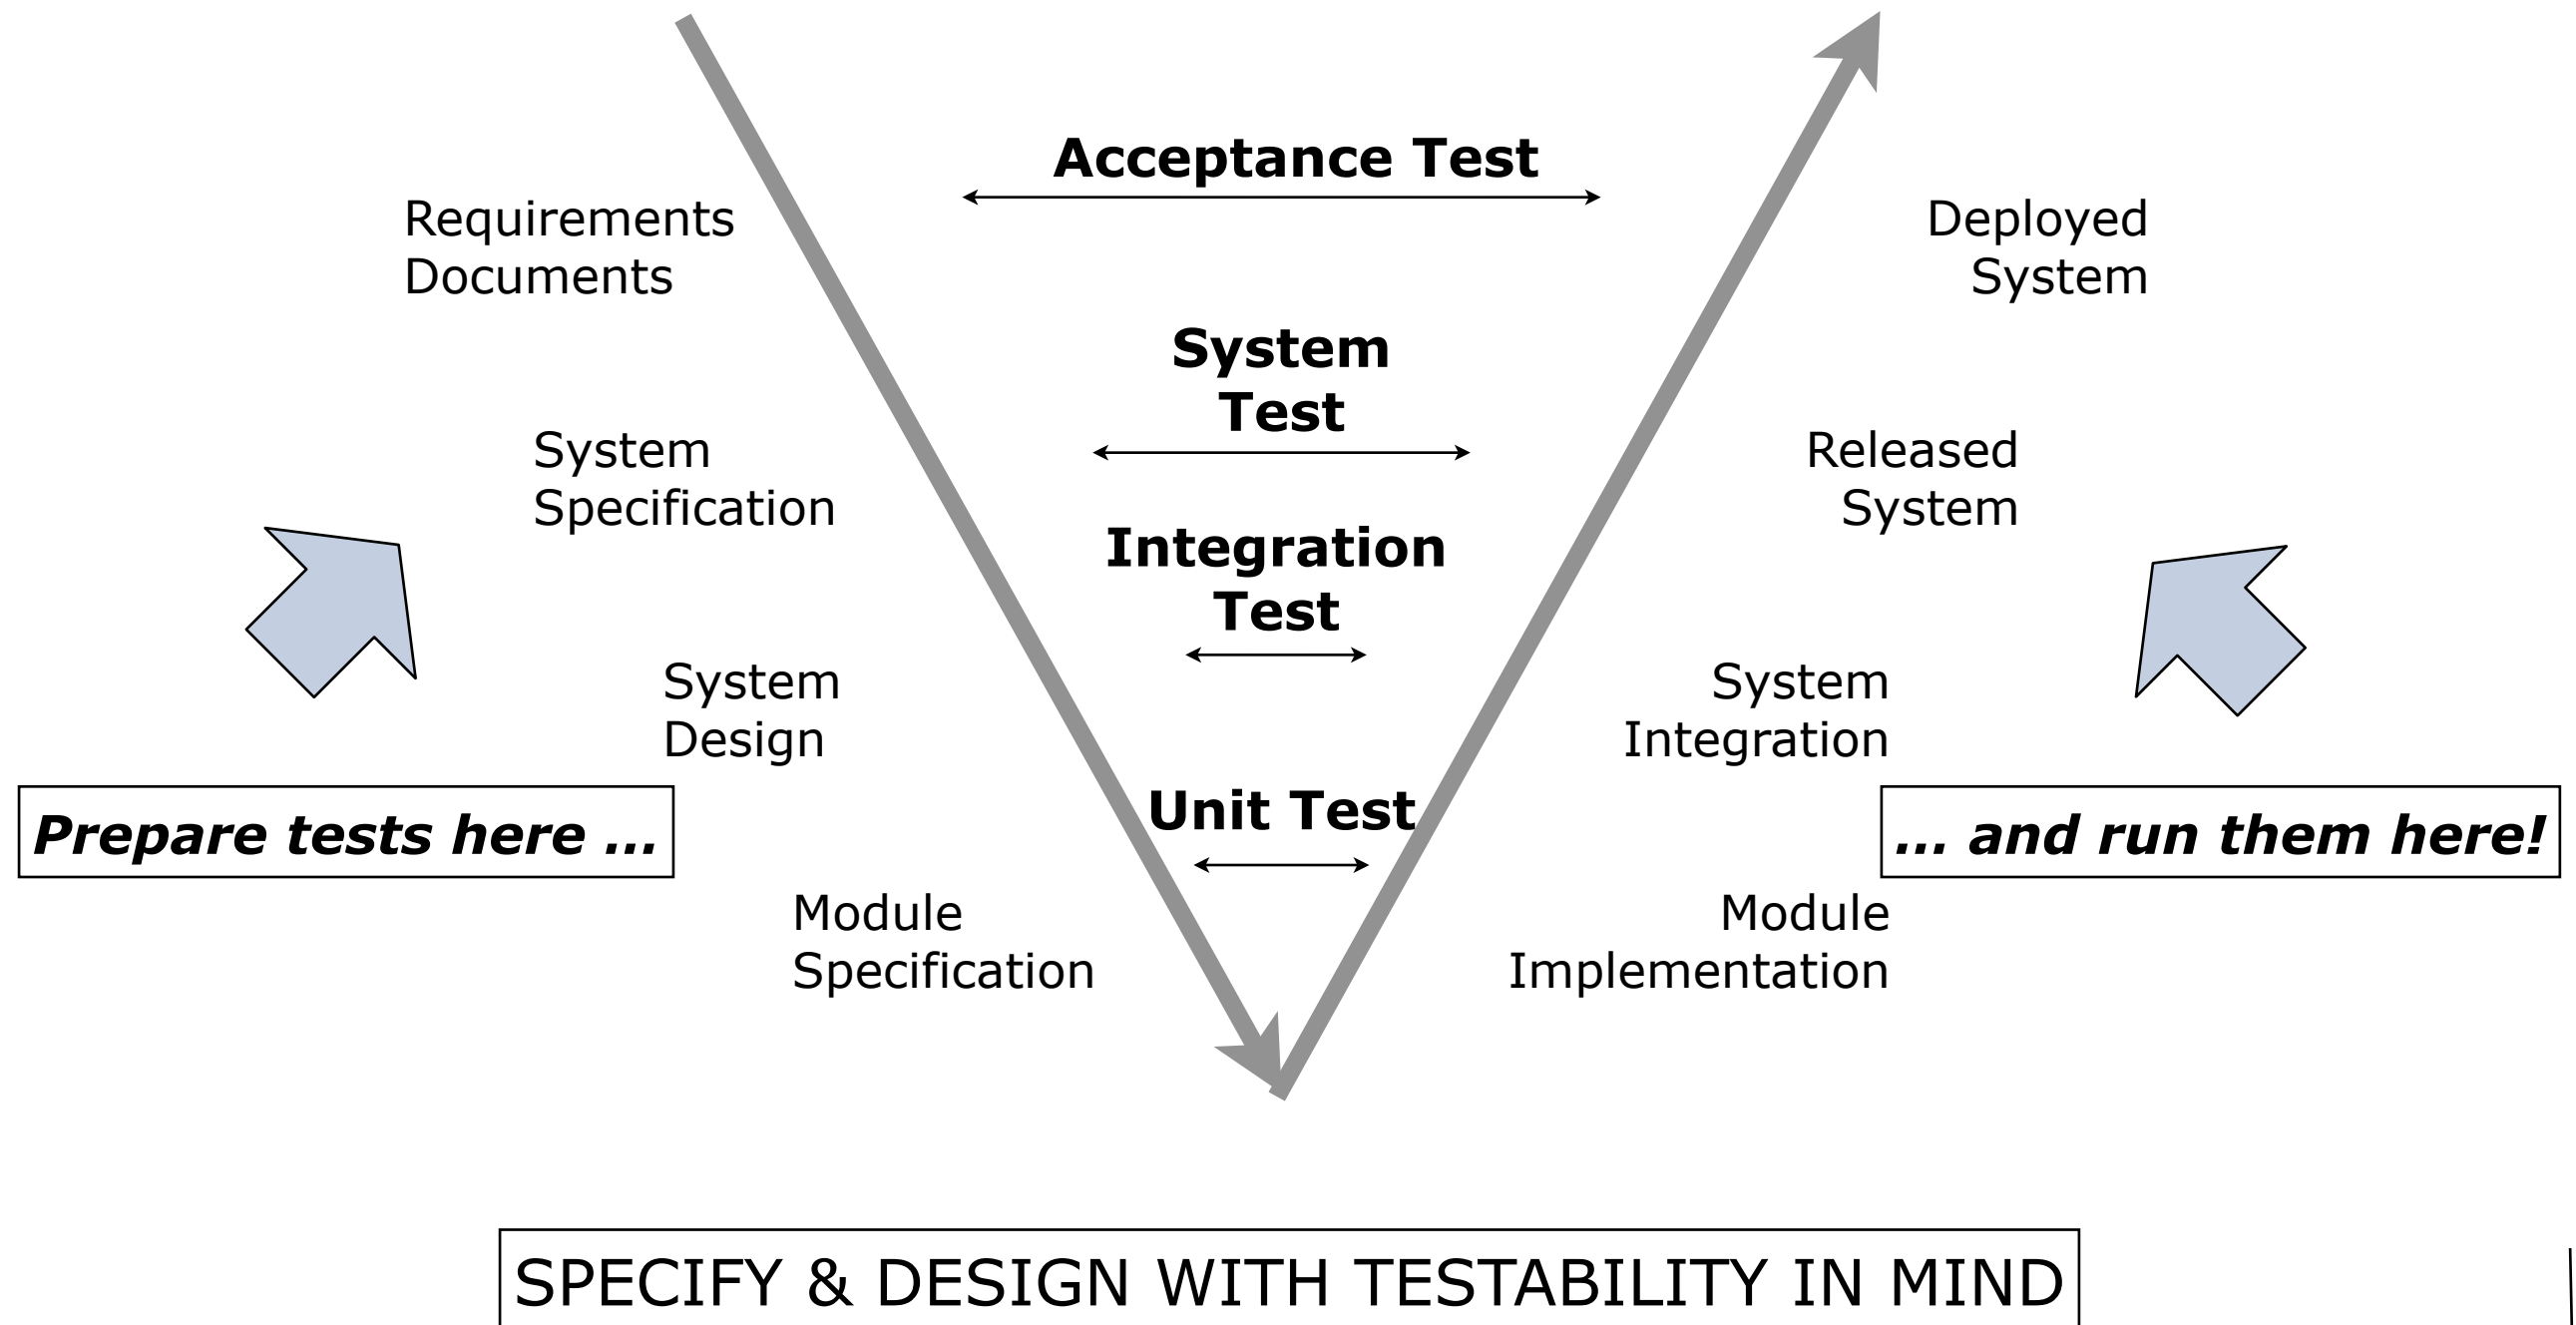 Acceptance Test
Requirements
Documents
Deployed
System
System
Test
System
Specification
Released
System
Integration
Test
System
Design
System
Integration
Unit Test
Prepare tests here ...
... and run them here!
Module
Specification
Module
Implementation
SPECIFY & DESIGN WITH TESTABILITY IN MIND